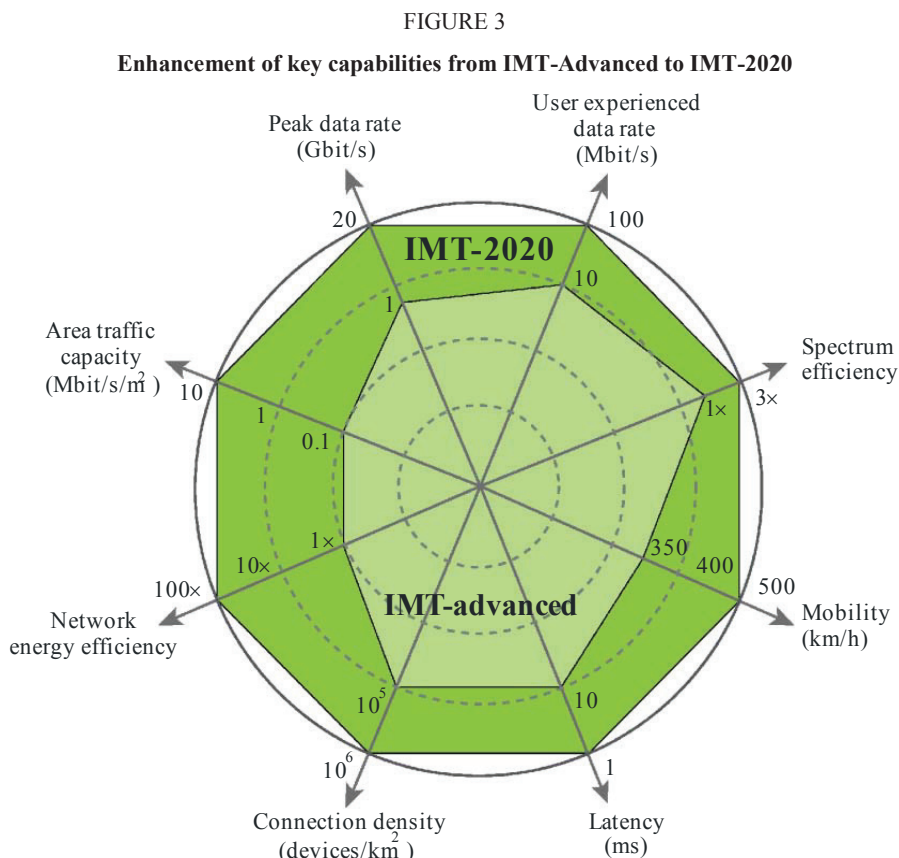 FIGURE 3
Enhancement of key capabilities from IMT-Advanced to IMT-2020
Peak data rate
(Gbit/s)
User experienced
data rate
(Mbit/s)
20
100
IMT-2020
10
1
Area traffic
capacity
(Mbit/s/m²)
Spectrum
efficiency
10
1
0.1
1×
3×
1×
10×
100×
350
400
500
Network
energy efficiency
Mobility
(km/h)
IMT-advanced
10⁵
10
10⁶
1
Connection density
(devices/km²)
Latency
(ms)